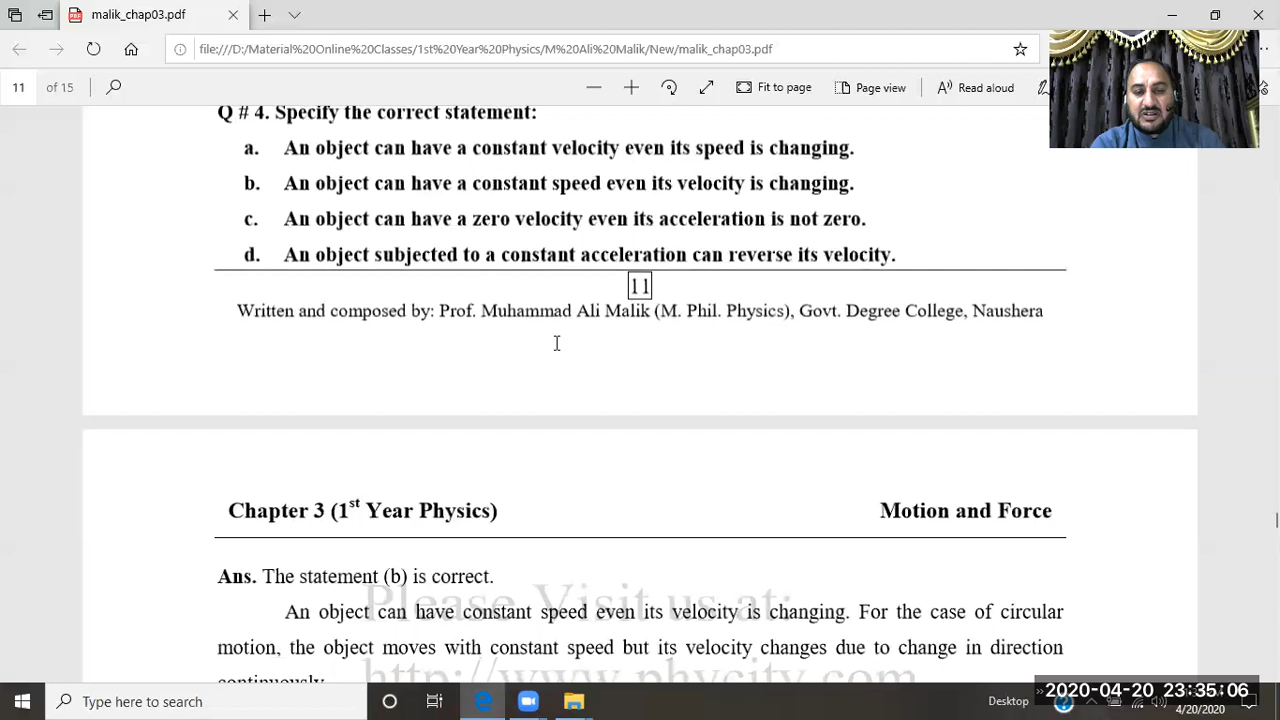 malik_chap03.pdf
file:///D:/Material%20Online%20Classes/1st%20Year%20Physics/M%20Ali%20Malik/New/malik_chap03.pdf
11 of 15
Fit to page
Page view
Read aloud
Q # 4. Specify the correct statement:
a. An object can have a constant velocity even its speed is changing.
b. An object can have a constant speed even its velocity is changing.
c. An object can have a zero velocity even its acceleration is not zero.
d. An object subjected to a constant acceleration can reverse its velocity.
11
Written and composed by: Prof. Muhammad Ali Malik (M. Phil. Physics), Govt. Degree College, Naushera
Chapter 3 (1st Year Physics) Motion and Force
Ans. The statement (b) is correct.
Please Visit us at:
An object can have constant speed even its velocity is changing. For the case of circular
motion, the object moves with constant speed but its velocity changes due to change in direction
http://www.phycity.com
continuously.
Type here to search
Desktop
2020-04-20 23:35:06
4/20/2020